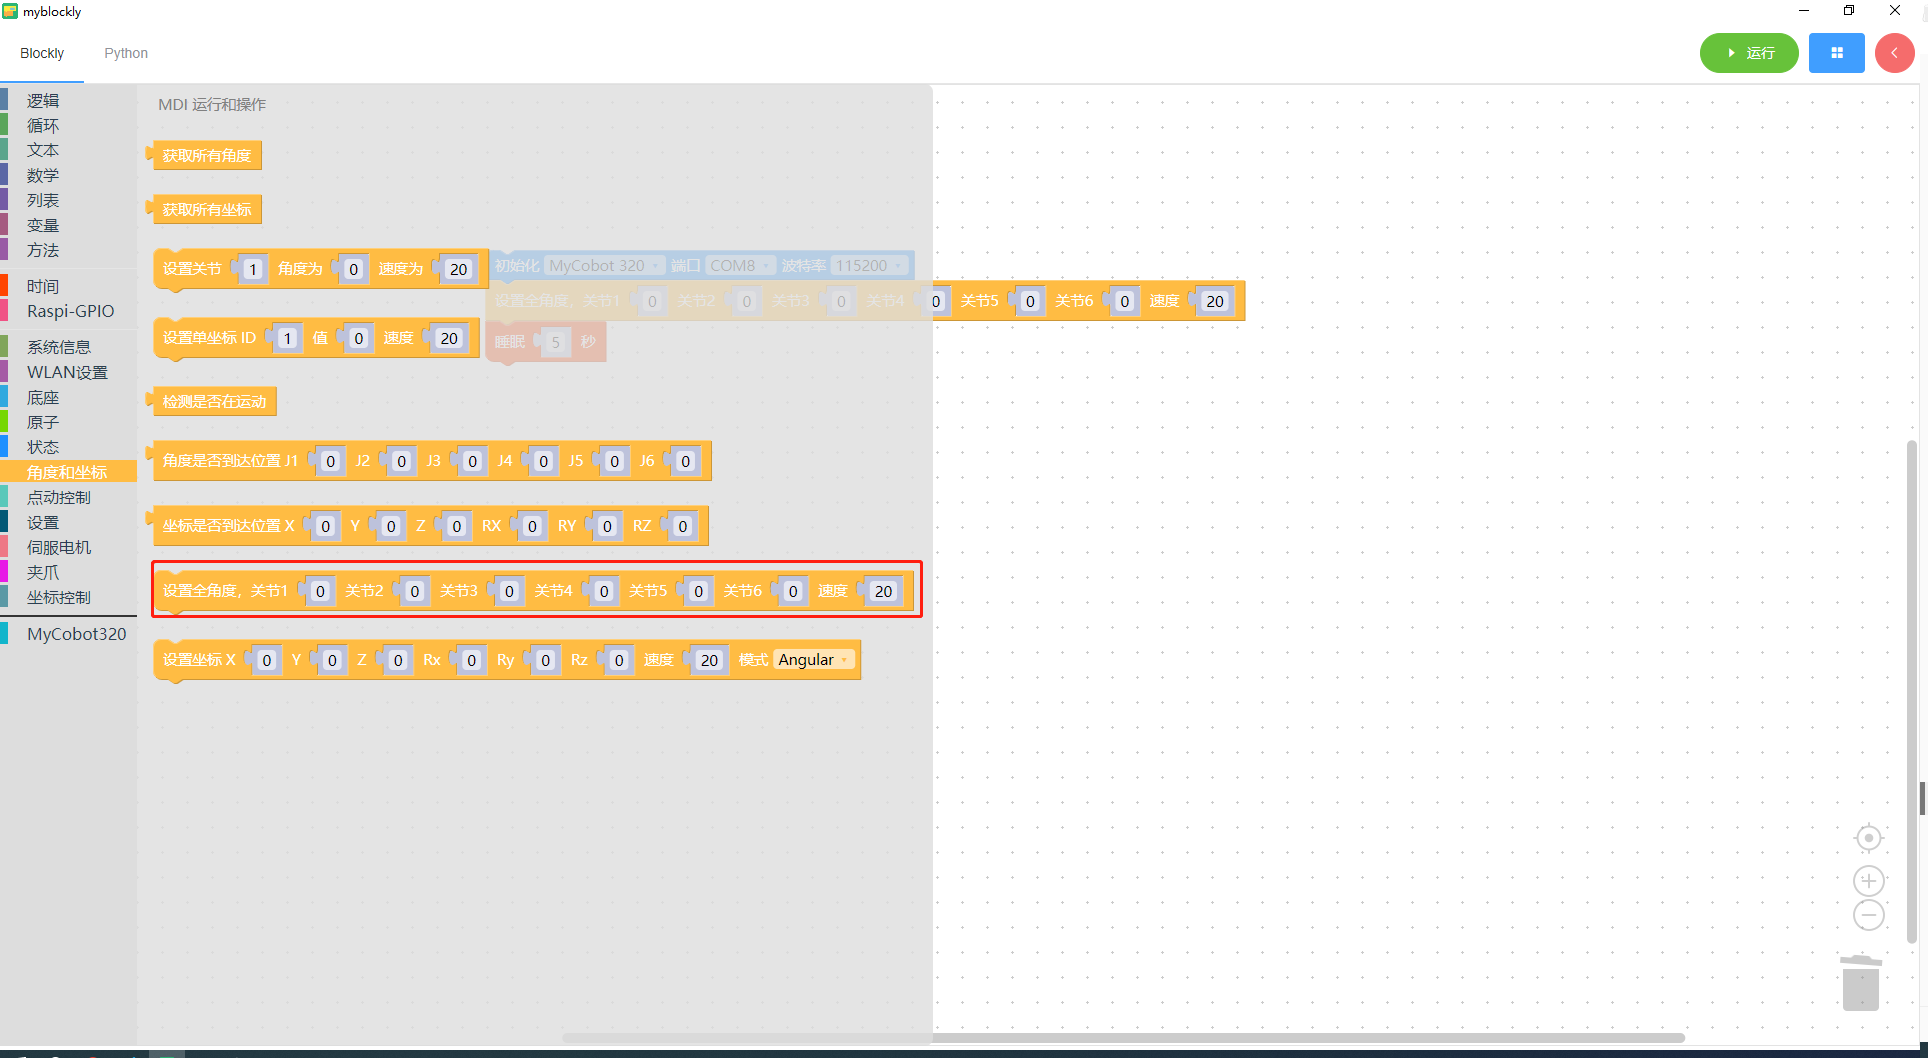 myblockly
Blockly Python 运行
逻辑
循环
文本
数学
列表
变量
方法
时间
Raspi-GPIO
系统信息
WLAN设置
底座
原子
状态
角度和坐标
点动控制
设置
伺服电机
夹爪
坐标控制
MyCobot320
MDI 运行和操作
获取所有角度
获取所有坐标
设置关节 1 角度为 0 速度为 20
设置单坐标 ID 1 值 0 速度 20
检测是否在运动
角度是否到达位置 J1 0 J2 0 J3 0 J4 0 J5 0 J6 0
坐标是否到达位置 X 0 Y 0 Z 0 RX 0 RY 0 RZ 0
设置全角度，关节1 0 关节2 0 关节3 0 关节4 0 关节5 0 关节6 0 速度 20
设置坐标 X 0 Y 0 Z 0 Rx 0 Ry 0 Rz 0 速度 20 模式 Angular
初始化 MyCobot 320 端口 COM8 波特率 115200
设置全角度，关节1 0 关节2 0 关节3 0 关节4 0 关节5 0 关节6 0 速度 20
睡眠 5 秒